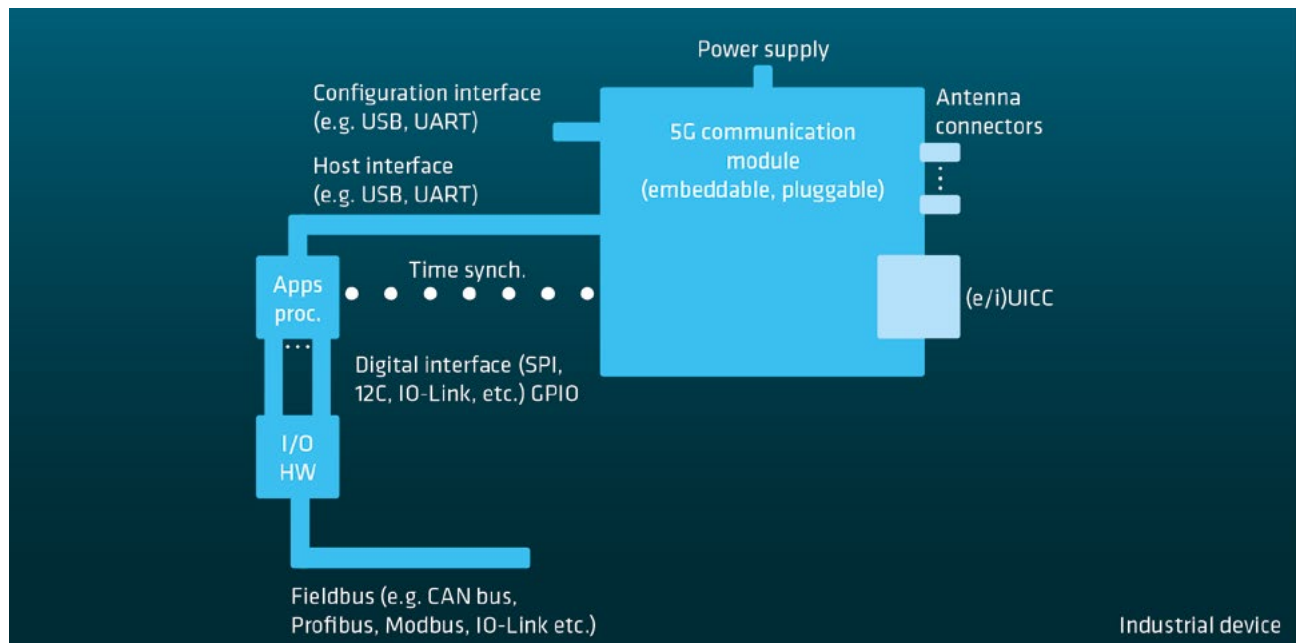 Power supply
Configuration interface
(e.g. USB, UART)
Antenna
connectors
5G communication
module
(embeddable, pluggable)
Host interface
(e.g. USB, UART)
Time synch.
Apps
proc.
(e/i)UICC
Digital interface (SPI,
12C, IO-Link, etc.) GPIO
I/O
HW
Fieldbus (e.g. CAN bus,
Profibus, Modbus, IO-Link etc.)
Industrial device